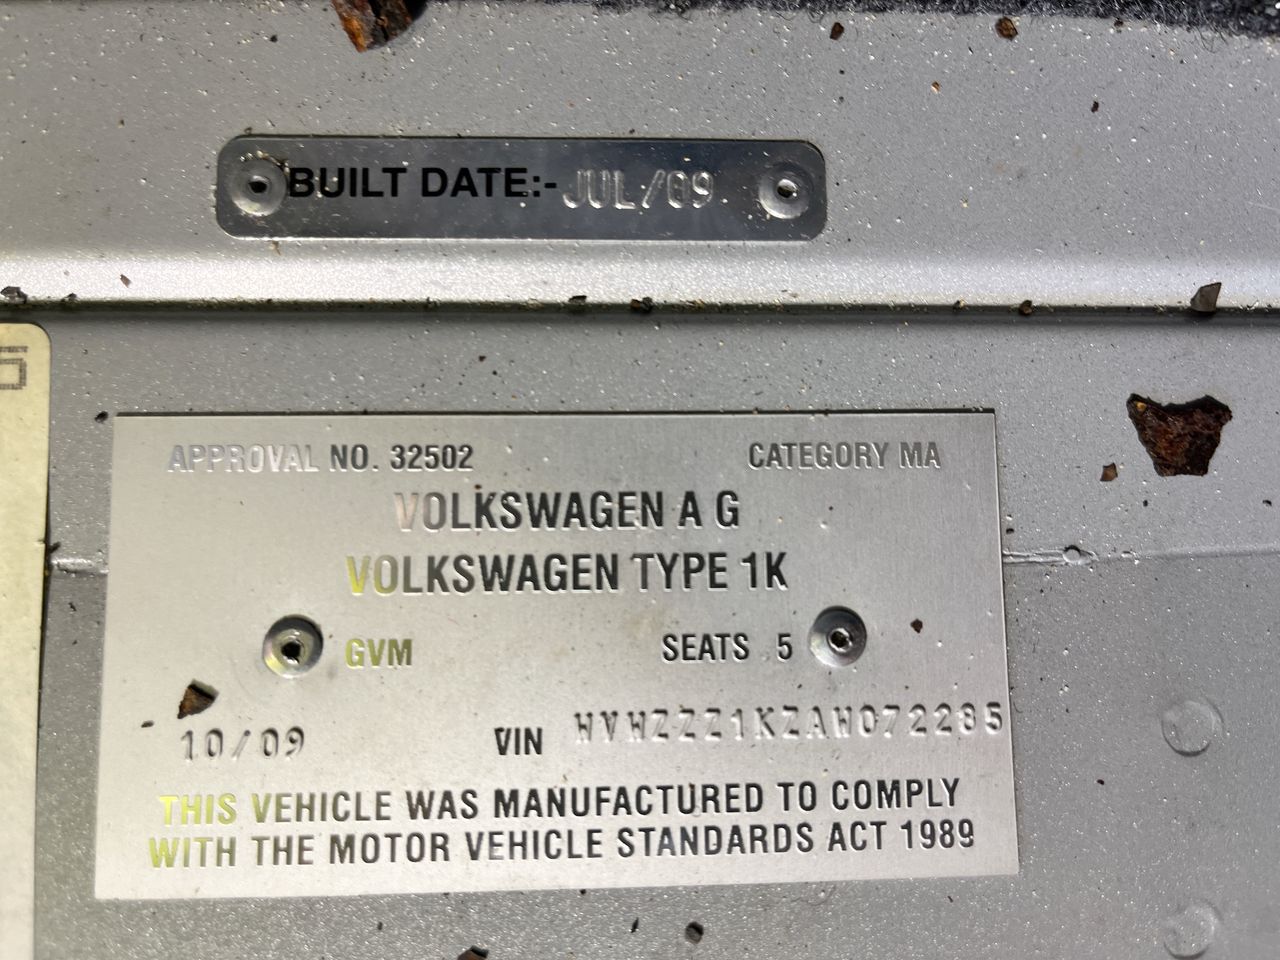 BUILT DATE:- JUL/09
5
APPROVAL NO. 32502 CATEGORY MA
VOLKSWAGEN A G
VOLKSWAGEN TYPE 1K
GVM SEATS 5
10/09 VIN WVWZZZ1KZAW072285
THIS VEHICLE WAS MANUFACTURED TO COMPLY
WITH THE MOTOR VEHICLE STANDARDS ACT 1989